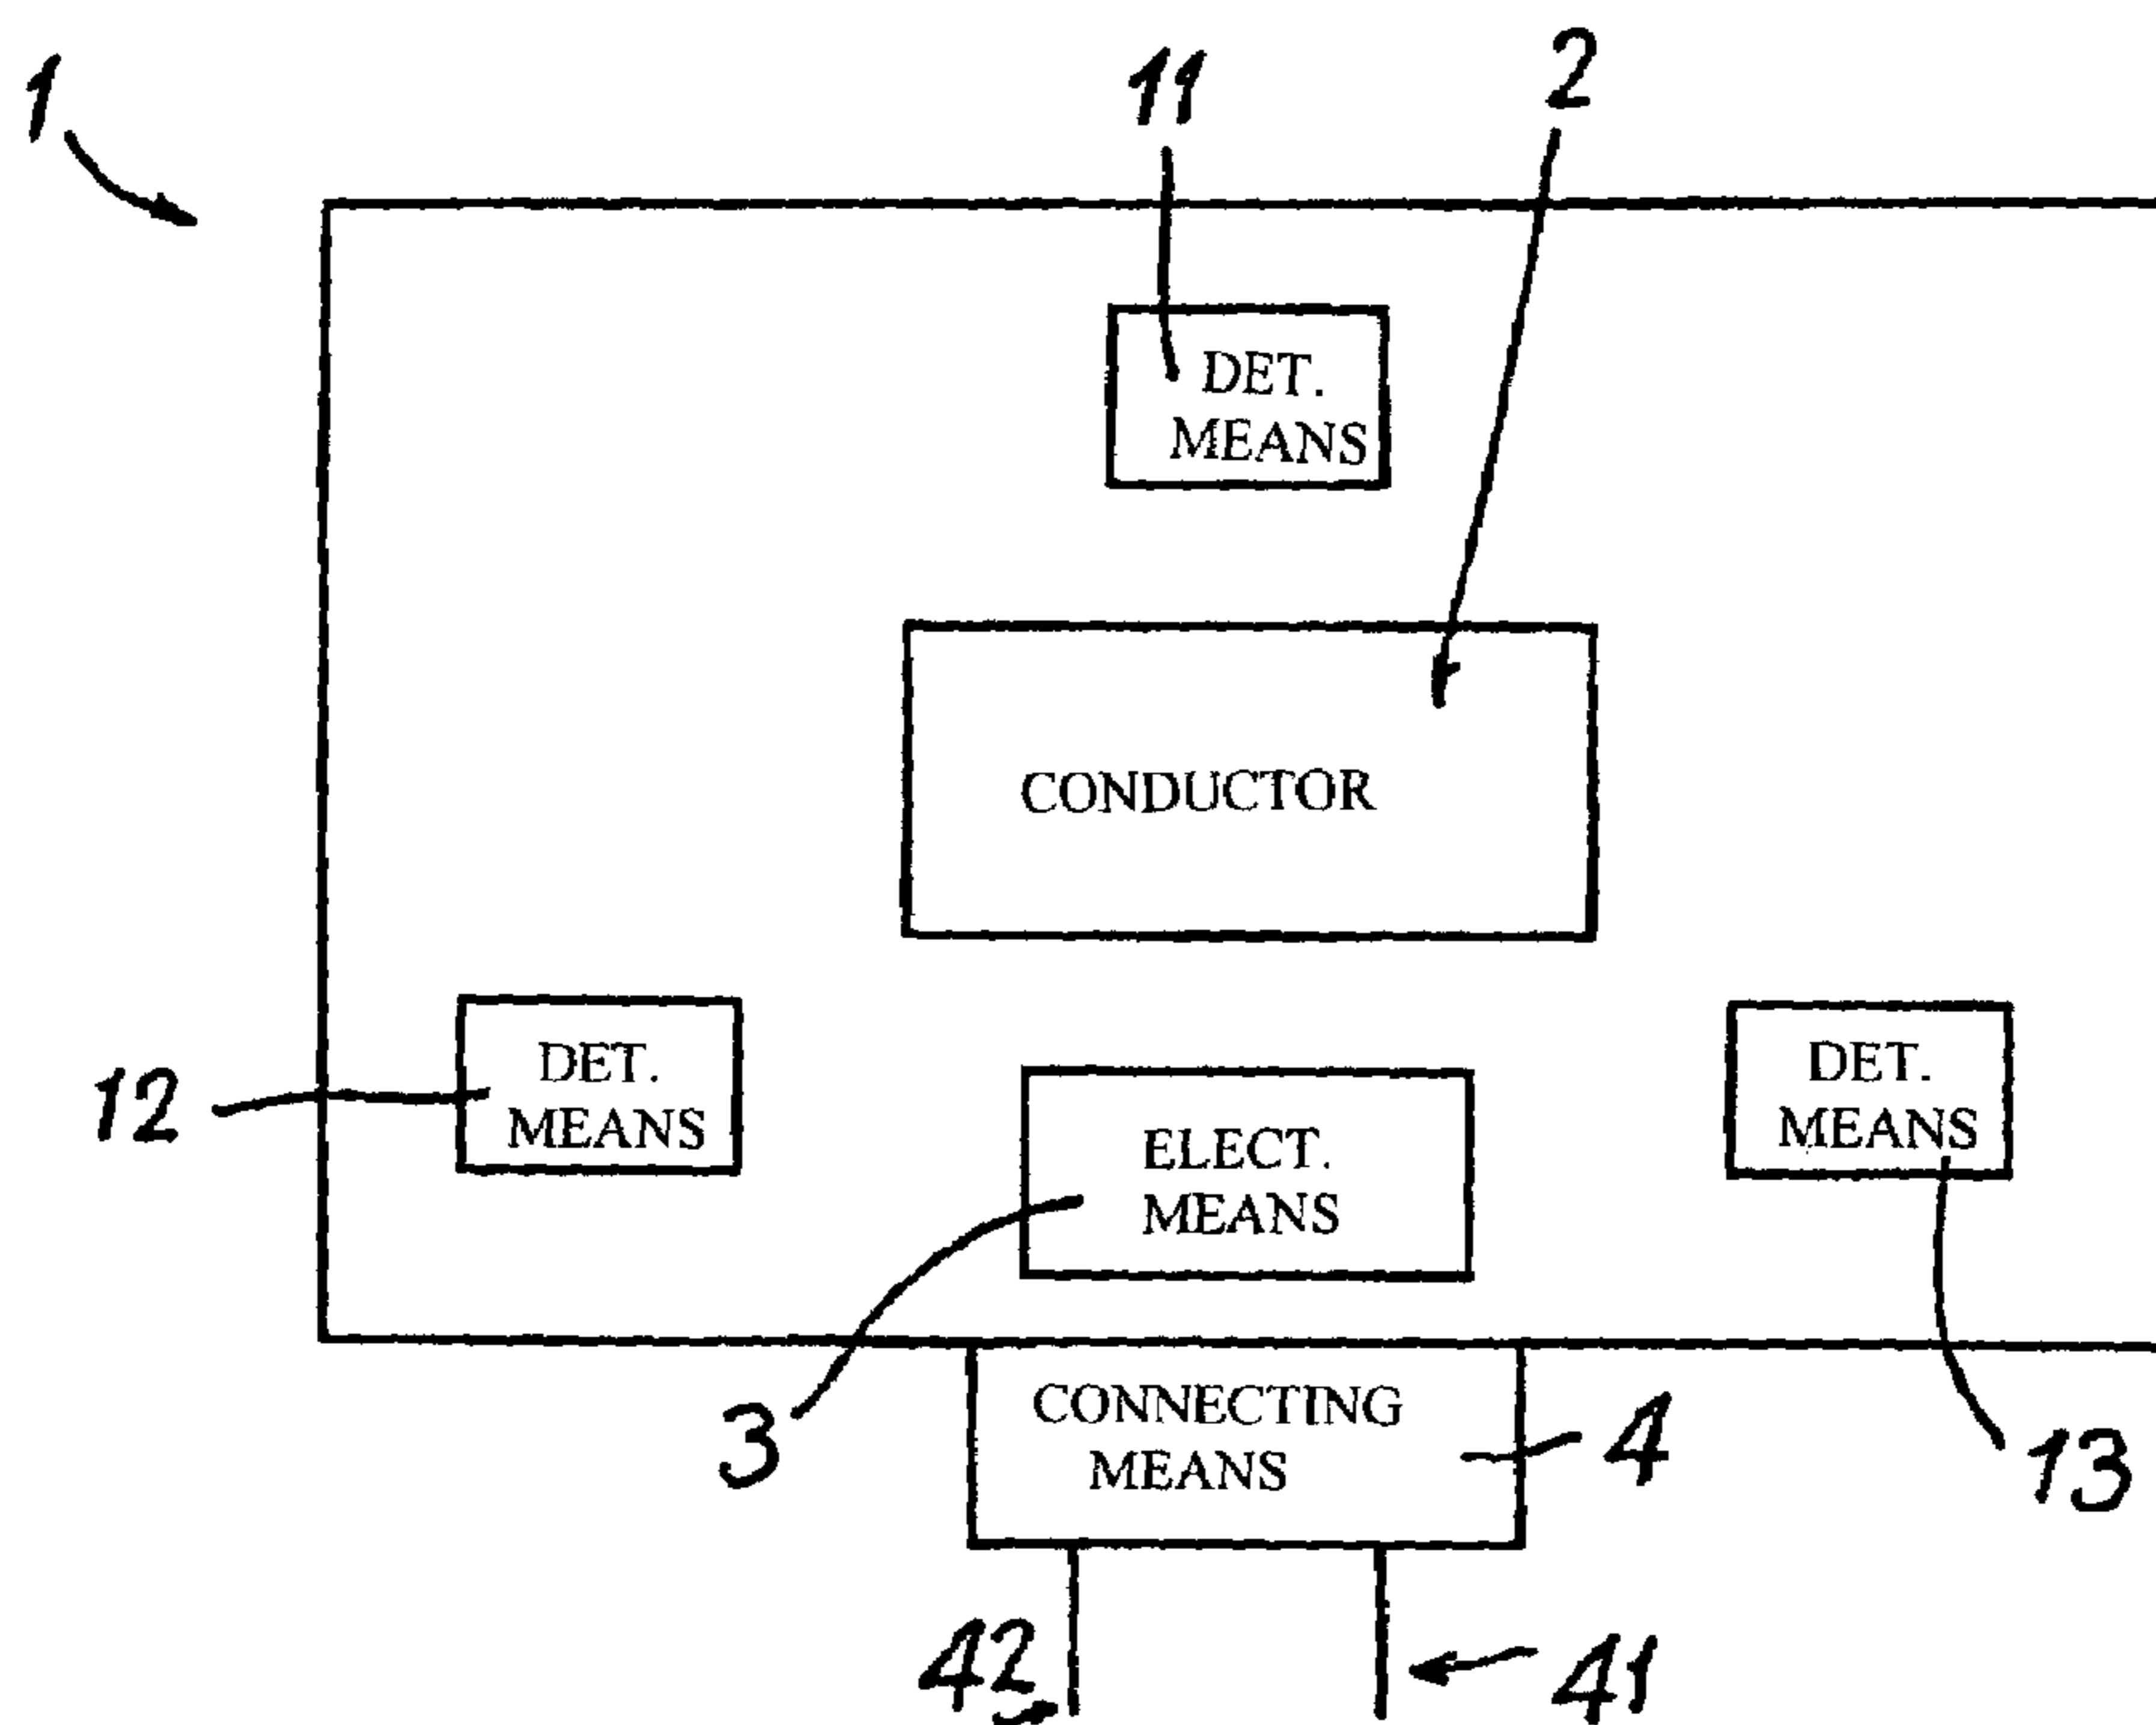 1
11
2
DET.
MEANS
CONDUCTOR
12
DET.
MEANS
ELECT.
MEANS
DET.
MEANS
3
CONNECTING
MEANS
4
13
42
41